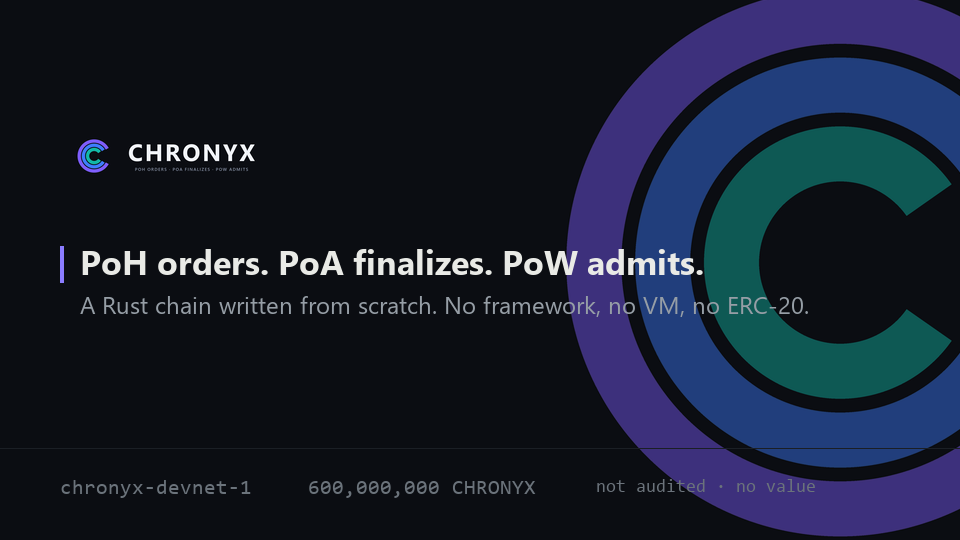 CHRONYX
POH ORDERS · POA FINALIZES · POW ADMITS
PoH orders. PoA finalizes. PoW admits.
A Rust chain written from scratch. No framework, no VM, no ERC-20.
chronyx-devnet-1
600,000,000 CHRONYX
not audited · no value